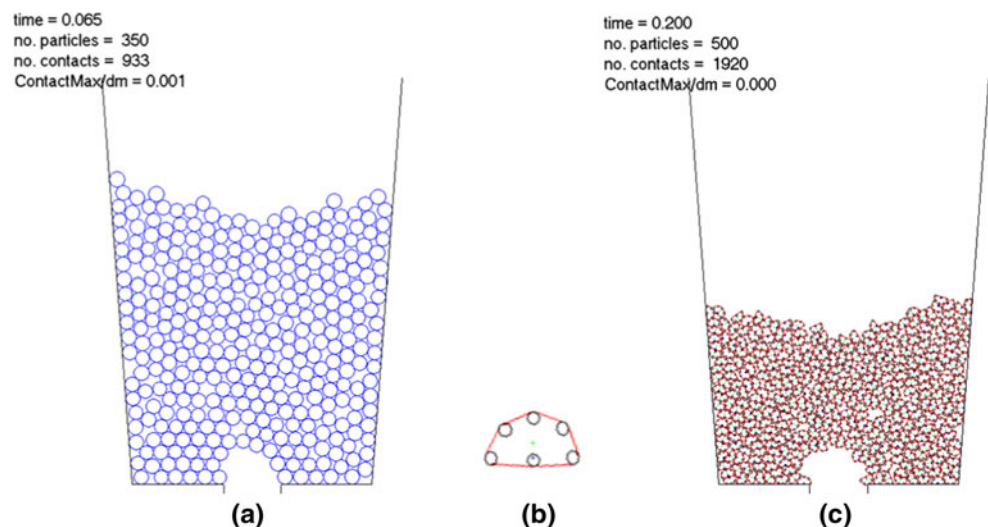 time = 0.065
no. particles = 350
no. contacts = 933
ContactMax/dm = 0.001
time = 0.200
no. particles = 500
no. contacts = 1920
ContactMax/dm = 0.000
(a)
(b)
(c)